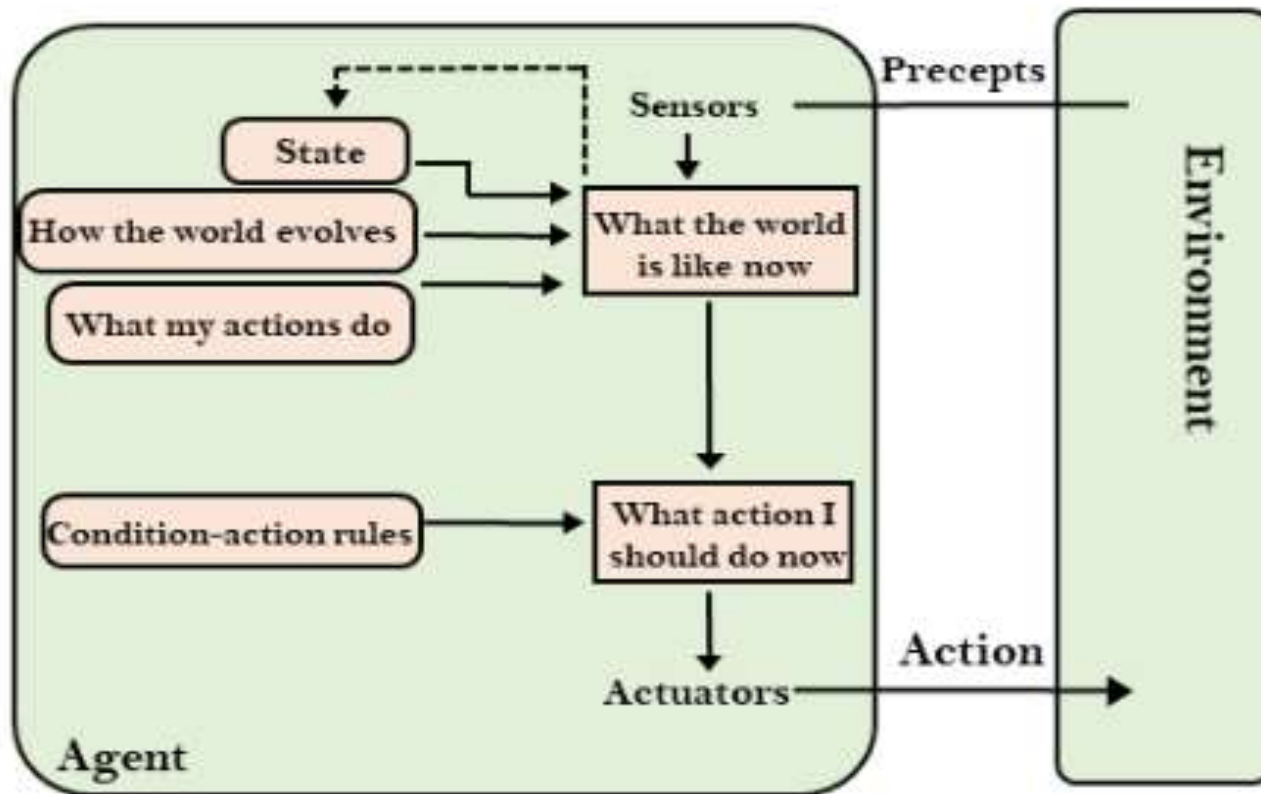 Precepts
Sensors
State
How the world evolves
What the world
is like now
What my actions do
Environment
Condition-action rules
What action I
should do now
Action
Actuators
Agent